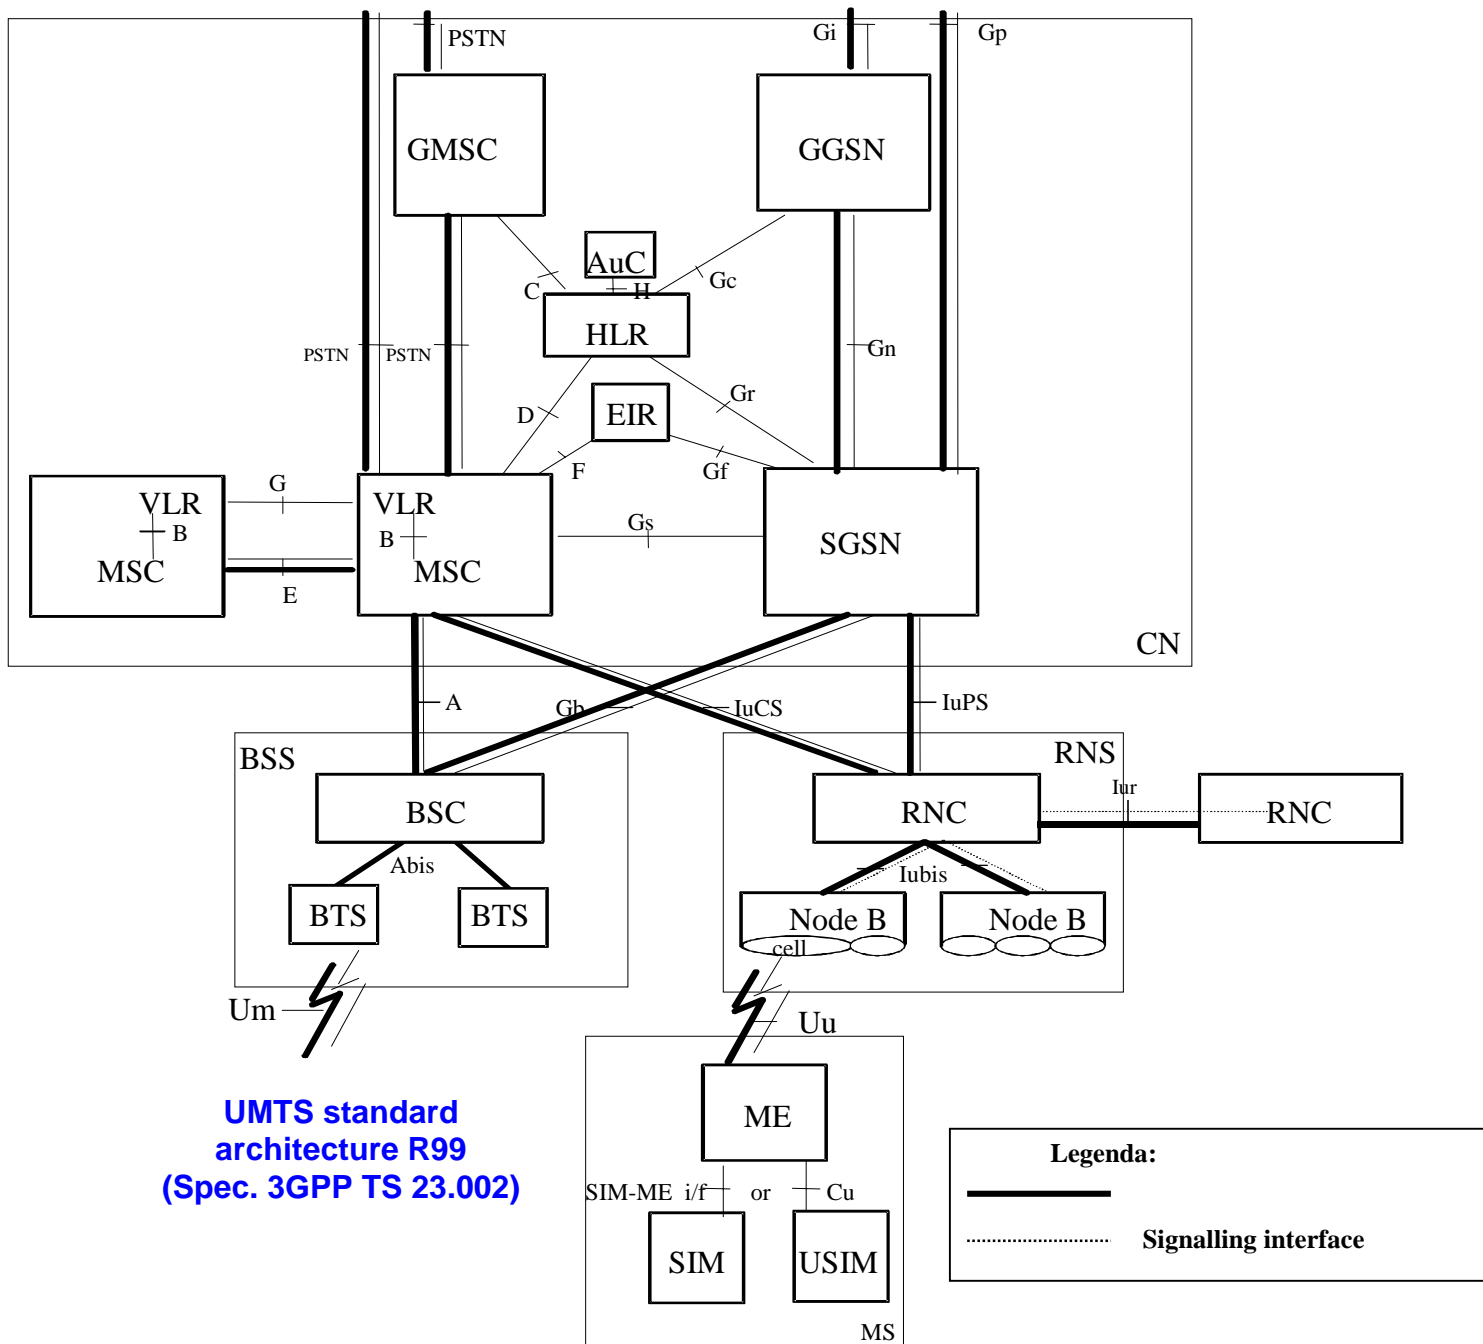 PSTN
Gi
Gp
GMSC
GGSN
AuC
C
H
Gc
HLR
PSTN
PSTN
Gn
D
EIR
Gr
F
Gf
G
VLR
B
MSC
E
VLR
B
MSC
Gs
SGSN
CN
A
Gb
IuCS
IuPS
BSS
RNS
BSC
RNC
Iur
RNC
Abis
Iubis
BTS
BTS
Node B
Node B
cell
Um
Uu
UMTS standard
architecture R99
(Spec. 3GPP TS 23.002)
ME
SIM-ME i/f or Cu
SIM
USIM
MS
Legenda:
Signalling interface